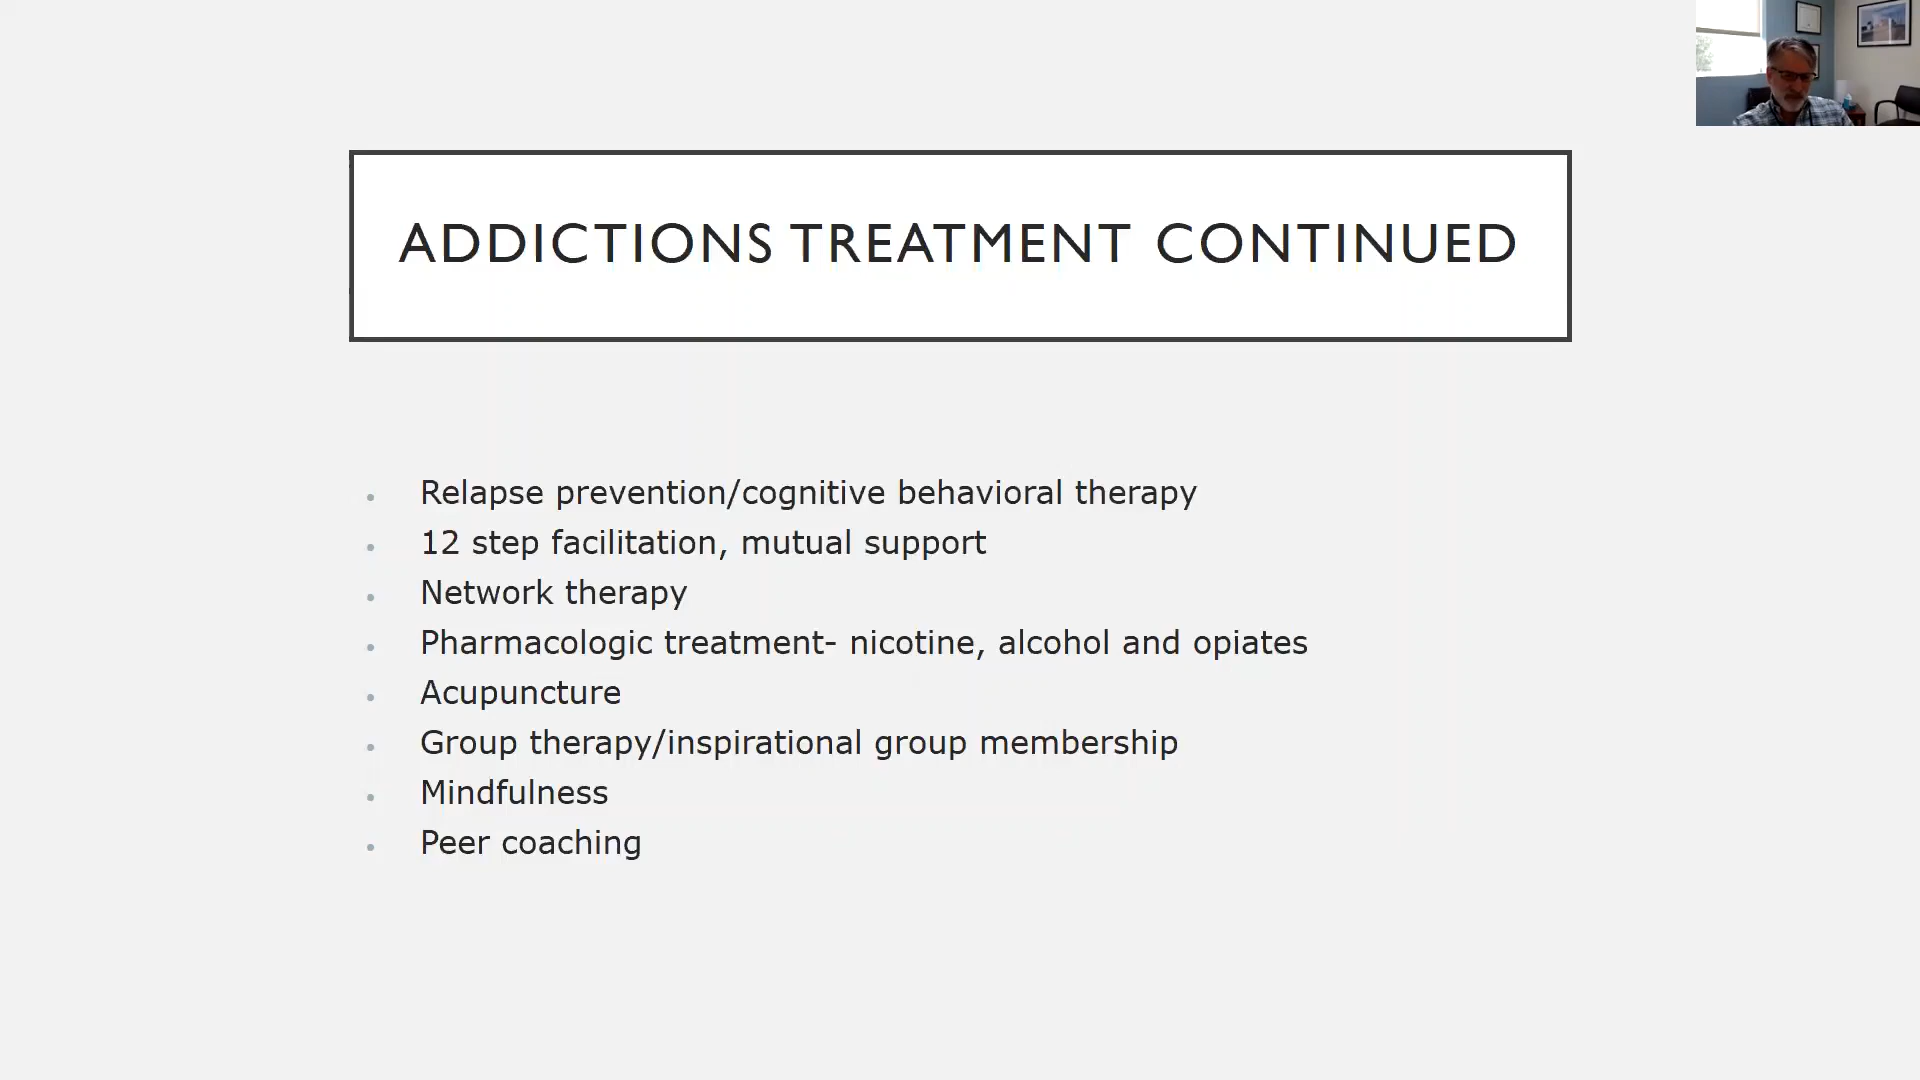 ADDICTIONS TREATMENT CONTINUED
Relapse prevention/cognitive behavioral therapy
12 step facilitation, mutual support
Network therapy
Pharmacologic treatment- nicotine, alcohol and opiates
Acupuncture
Group therapy/inspirational group membership
Mindfulness
Peer coaching